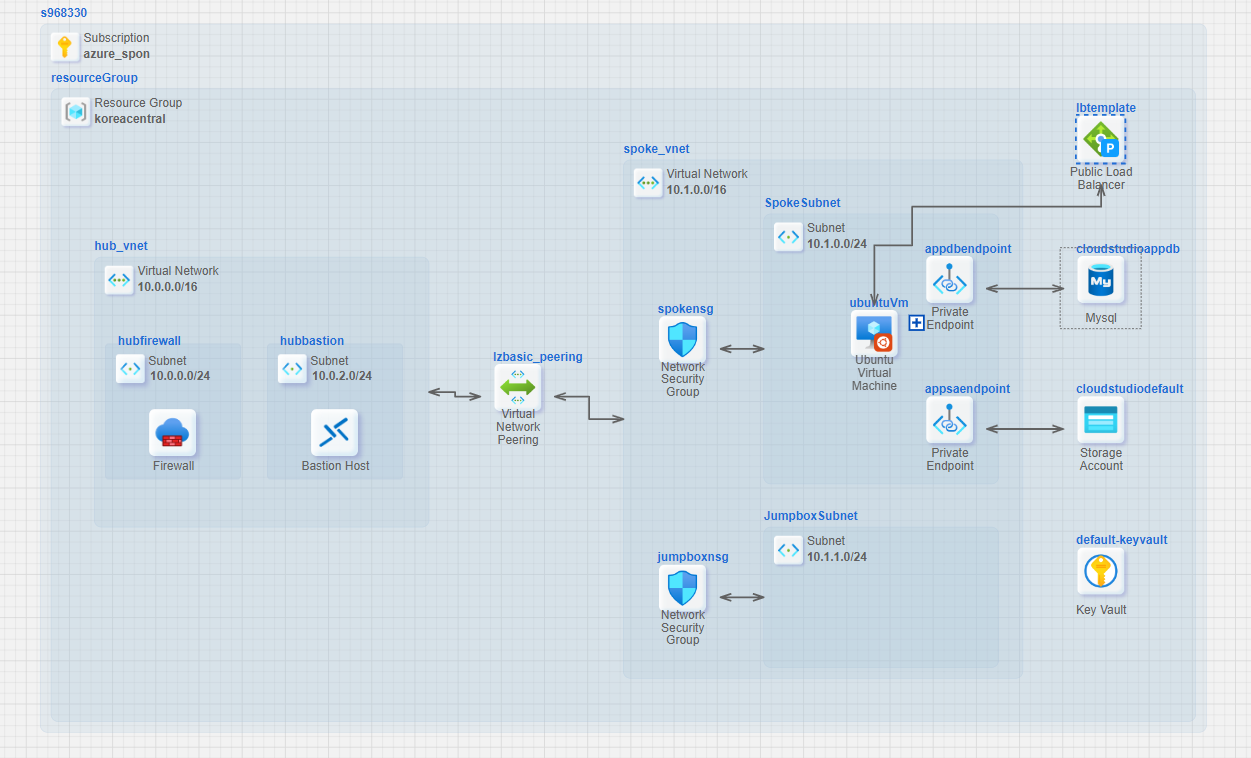 s968330
Subscription
azure_spon
resourceGroup
Resource Group
koreacentral
lbtemplate
P
Public Load
Balancer
spoke_vnet
Virtual Network
10.1.0.0/16
SpokeSubnet
Subnet
10.1.0.0/24
hub_vnet
Virtual Network
10.0.0.0/16
appdbendpoint
Private
Endpoint
cloudstudioappdb
My
Mysql
ubuntuVm
Ubuntu
Virtual
Machine
spokensg
Network
Security
Group
hubfirewall
Subnet
10.0.0.0/24
Firewall
hubbastion
Subnet
10.0.2.0/24
Bastion Host
lzbasic_peering
Virtual
Network
Peering
appsaendpoint
Private
Endpoint
cloudstudiodefault
Storage
Account
JumpboxSubnet
Subnet
10.1.1.0/24
jumpboxnsg
Network
Security
Group
default-keyvault
Key Vault